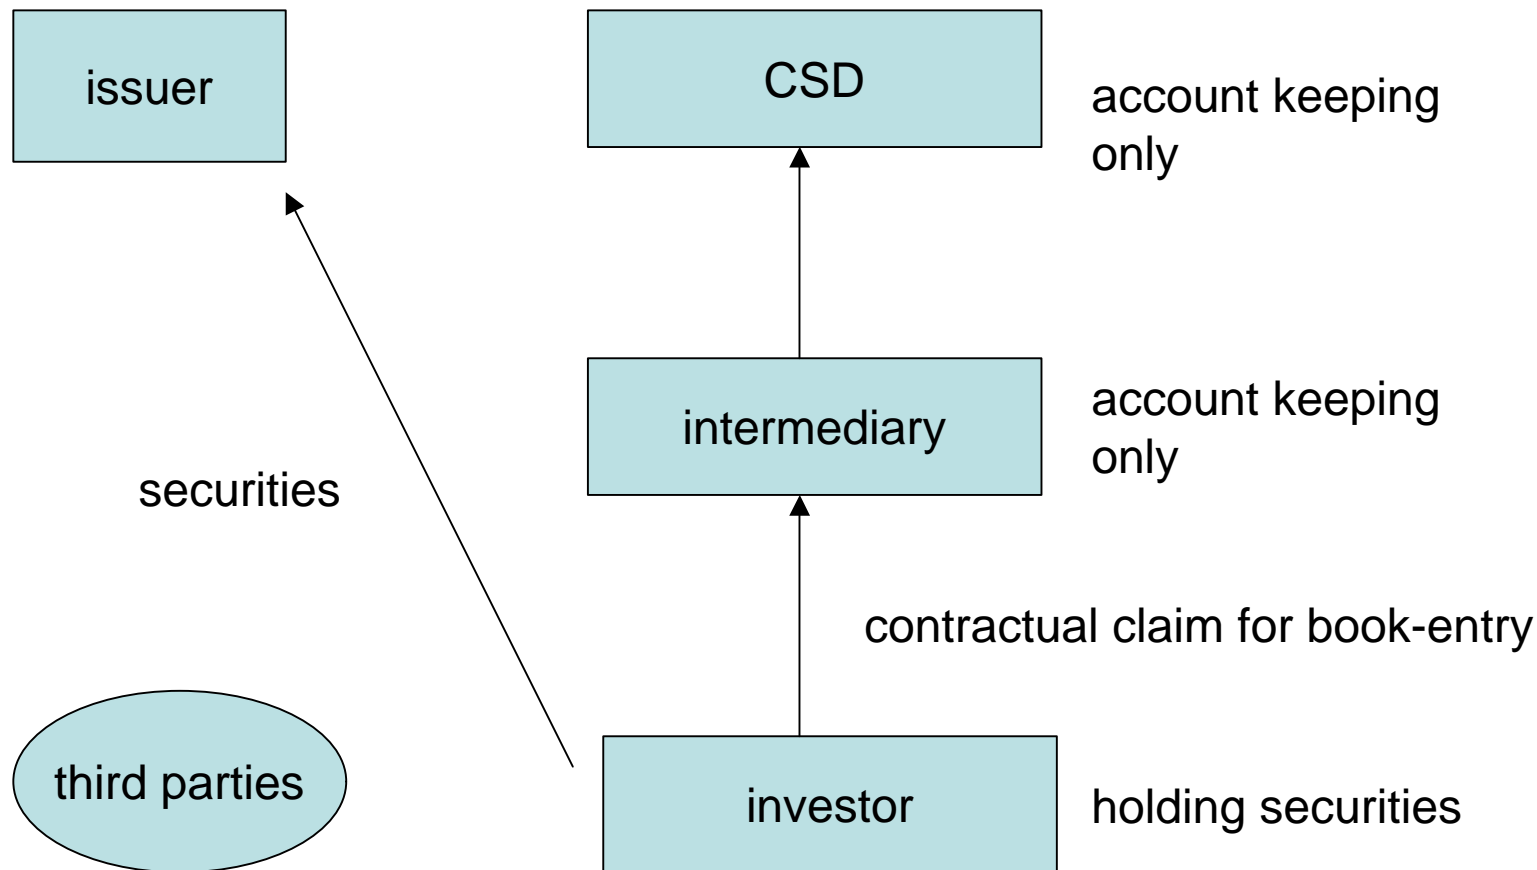 issuer
CSD
account keeping
only
intermediary
account keeping
only
securities
contractual claim for book-entry
third parties
investor
holding securities